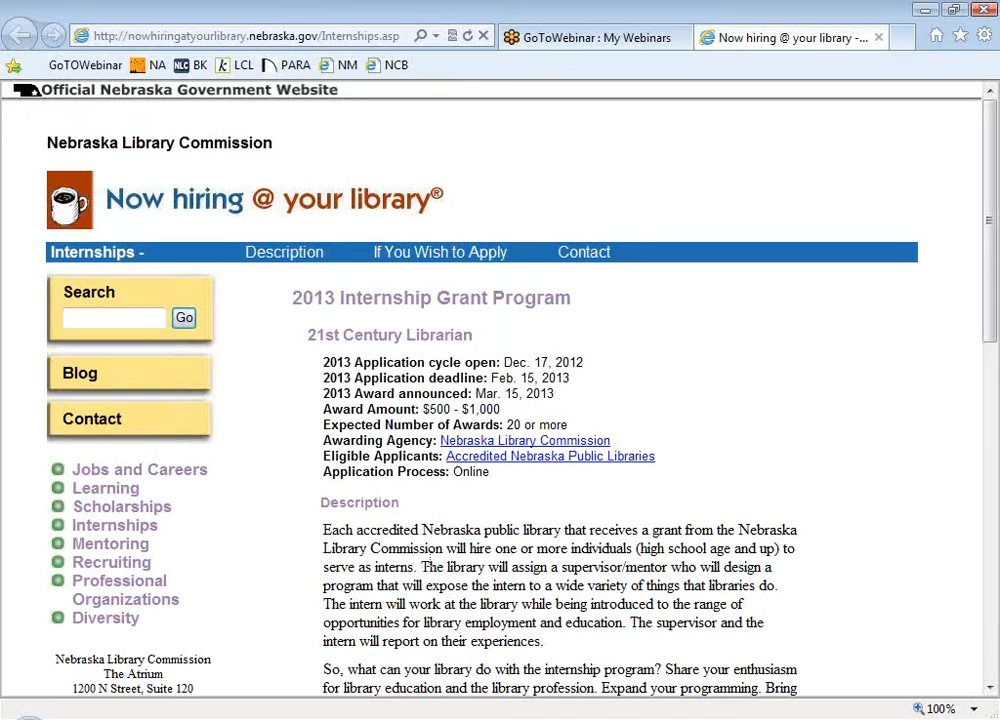 http://nowhiringatyourlibrary.nebraska.gov/Internships.asp
GoToWebinar : My Webinars
Now hiring @ your library -...
GoTOWebinar NA NLC BK k LCL PARA NM NCB
Official Nebraska Government Website
Nebraska Library Commission
Now hiring @ your library®
Internships - Description If You Wish to Apply Contact
Search
Go
Blog
Contact
Jobs and Careers
Learning
Scholarships
Internships
Mentoring
Recruiting
Professional
Organizations
Diversity
Nebraska Library Commission
The Atrium
1200 N Street, Suite 120
2013 Internship Grant Program
21st Century Librarian
2013 Application cycle open: Dec. 17, 2012
2013 Application deadline: Feb. 15, 2013
2013 Award announced: Mar. 15, 2013
Award Amount: $500 - $1,000
Expected Number of Awards: 20 or more
Awarding Agency: Nebraska Library Commission
Eligible Applicants: Accredited Nebraska Public Libraries
Application Process: Online
Description
Each accredited Nebraska public library that receives a grant from the Nebraska
Library Commission will hire one or more individuals (high school age and up) to
serve as interns. The library will assign a supervisor/mentor who will design a
program that will expose the intern to a wide variety of things that libraries do.
The intern will work at the library while being introduced to the range of
opportunities for library employment and education. The supervisor and the
intern will report on their experiences.
So, what can your library do with the internship program? Share your enthusiasm
for library education and the library profession. Expand your programming. Bring
100%